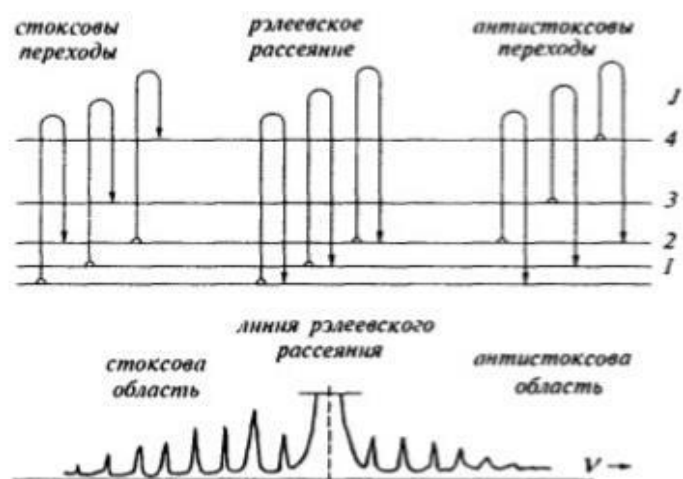 стоксовы
переходы
рэлеевское
рассеяние
антистоксовы
переходы
J
4
3
2
1
линия рэлеевского
рассеяния
стоксова
область
антистоксова
область
ν →